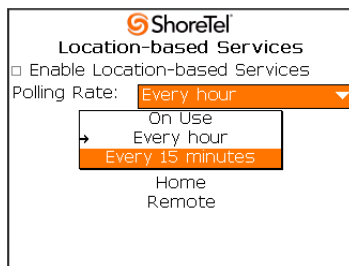 ShoreTel
Location-based Services
Enable Location-based Services
Polling Rate: Every hour
On Use
Every hour
Every 15 minutes
Home
Remote